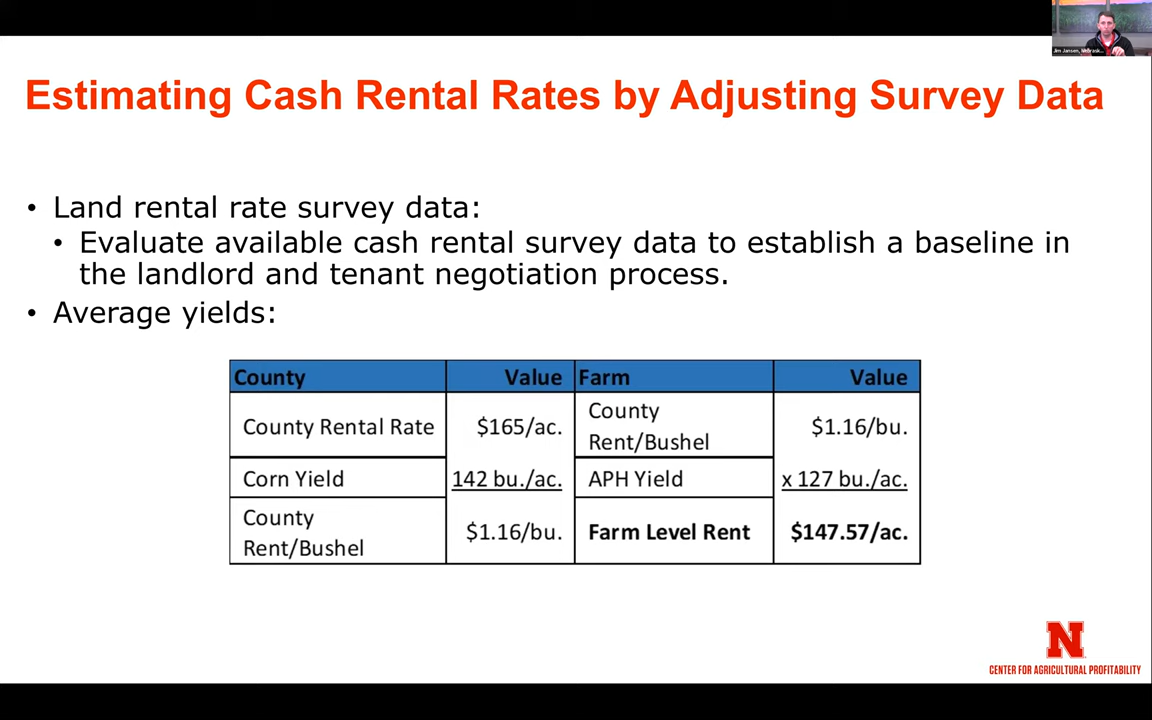 Jim Jansen, Nebrask...
Estimating Cash Rental Rates by Adjusting Survey Data
• Land rental rate survey data:
• Evaluate available cash rental survey data to establish a baseline in
the landlord and tenant negotiation process.
• Average yields:
County Value Farm Value
County Rental Rate $165/ac. County
Rent/Bushel $1.16/bu.
Corn Yield 142 bu./ac. APH Yield x 127 bu./ac.
County
Rent/Bushel $1.16/bu. Farm Level Rent $147.57/ac.
N
CENTER FOR AGRICULTURAL PROFITABILITY